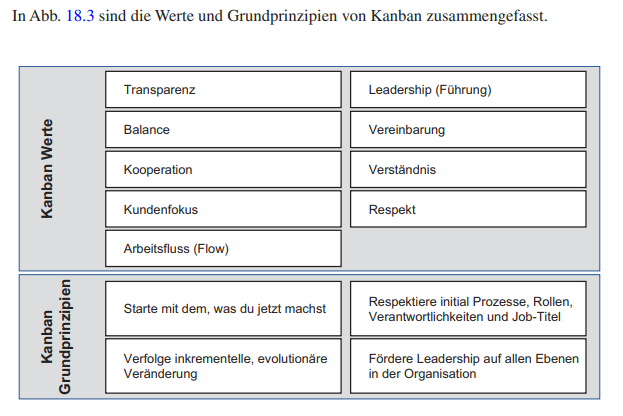 In Abb. 18.3 sind die Werte und Grundprinzipien von Kanban zusammengefasst.
Kanban Werte
Transparenz
Leadership (Führung)
Balance
Vereinbarung
Kooperation
Verständnis
Kundenfokus
Respekt
Arbeitsfluss (Flow)
Kanban
Grundprinzipien
Starte mit dem, was du jetzt machst
Respektiere initial Prozesse, Rollen,
Verantwortlichkeiten und Job-Titel
Verfolge inkrementelle, evolutionäre
Veränderung
Fördere Leadership auf allen Ebenen
in der Organisation